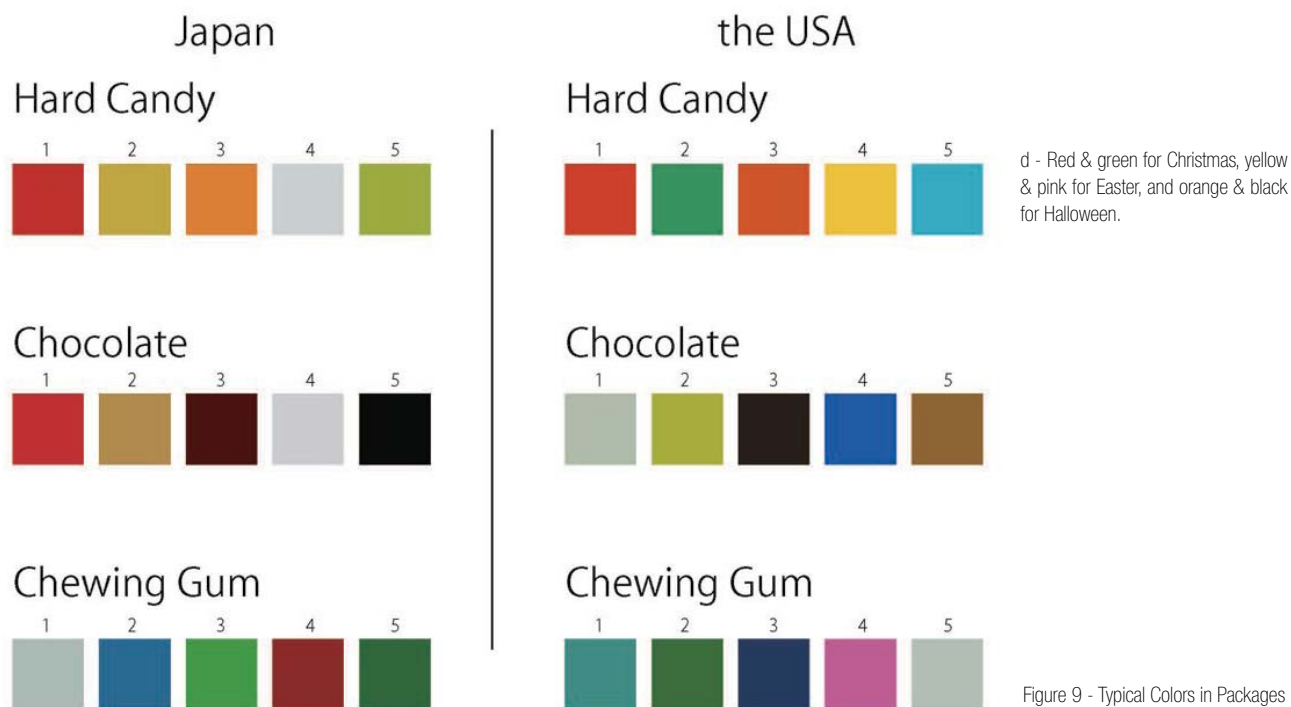 Japan
the USA
Hard Candy
1 2 3 4 5
Hard Candy
1 2 3 4 5
d - Red & green for Christmas, yellow
& pink for Easter, and orange & black
for Halloween.
Chocolate
1 2 3 4 5
Chocolate
1 2 3 4 5
Chewing Gum
1 2 3 4 5
Chewing Gum
1 2 3 4 5
Figure 9 - Typical Colors in Packages